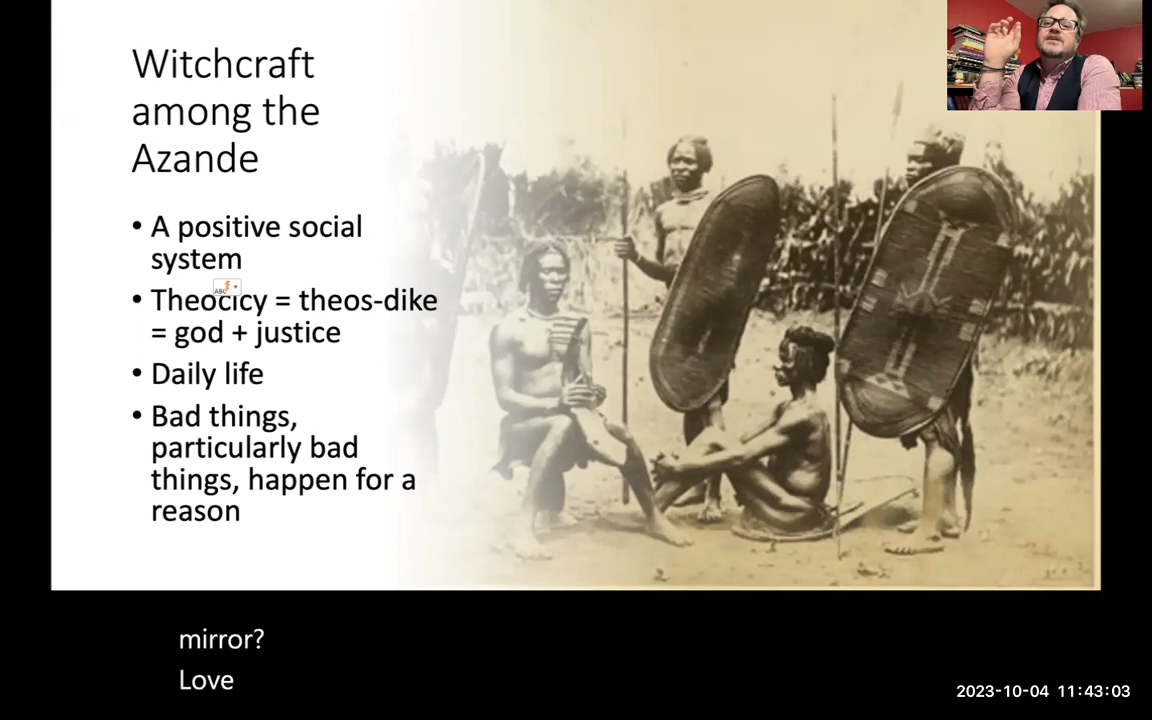 Witchcraft
among the
Azande
• A positive social
system
• Theocicy = theos-dike
= god + justice
• Daily life
• Bad things,
particularly bad
things, happen for a
reason
mirror?
Love
2023-10-04 11:43:03